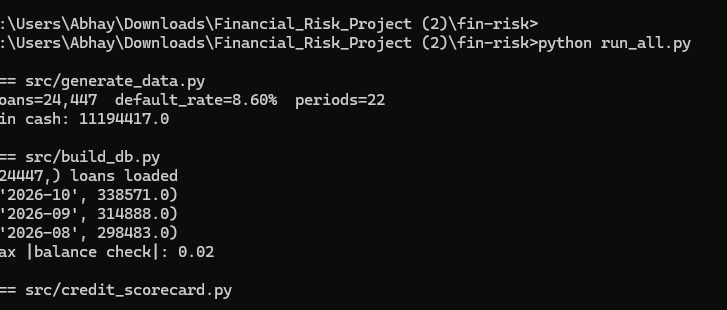 :\Users\Abhay\Downloads\Financial_Risk_Project (2)\fin-risk>
:\Users\Abhay\Downloads\Financial_Risk_Project (2)\fin-risk>python run_all.py
== src/generate_data.py
oans=24,447  default_rate=8.60%  periods=22
in cash: 11194417.0
== src/build_db.py
24447,) loans loaded
'2026-10', 338571.0)
'2026-09', 314888.0)
'2026-08', 298483.0)
ax |balance check|: 0.02
== src/credit_scorecard.py